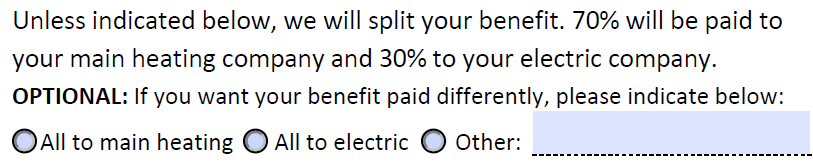 Unless indicated below, we will split your benefit. 70% will be paid to
your main heating company and 30% to your electric company.
OPTIONAL: If you want your benefit paid differently, please indicate below:
All to main heating All to electric Other: